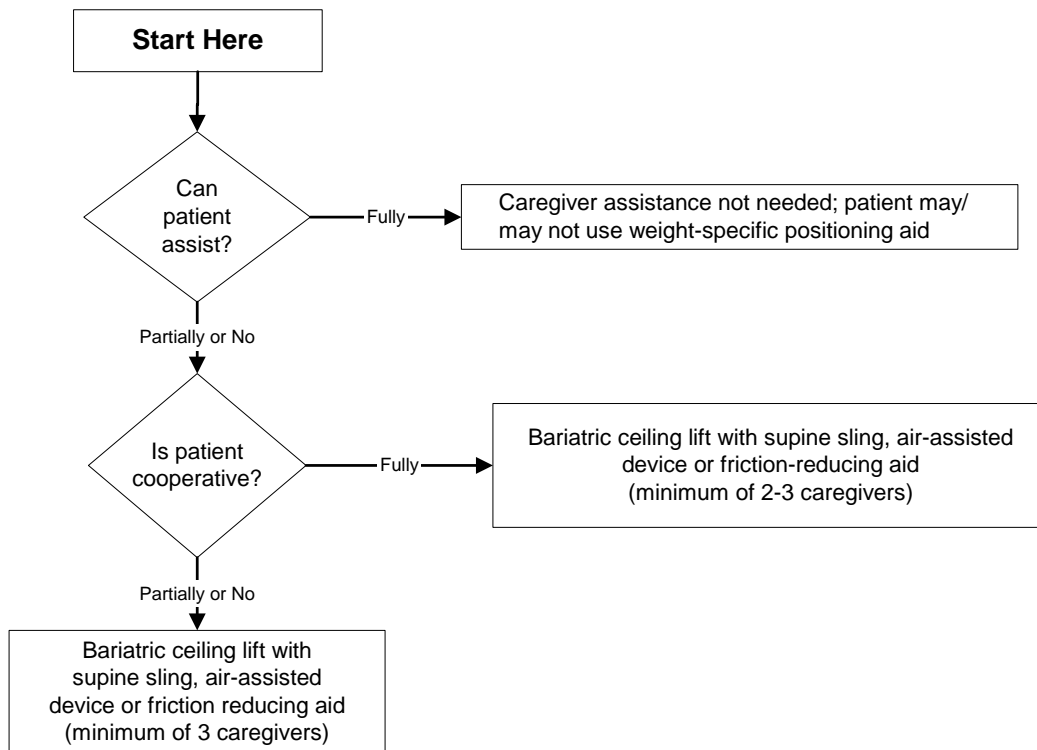 Start Here
Can
patient
assist?
Fully
Caregiver assistance not needed; patient may/
may not use weight-specific positioning aid
Partially or No
Is patient
cooperative?
Fully
Bariatric ceiling lift with supine sling, air-assisted
device or friction-reducing aid
(minimum of 2-3 caregivers)
Partially or No
Bariatric ceiling lift with
supine sling, air-assisted
device or friction reducing aid
(minimum of 3 caregivers)